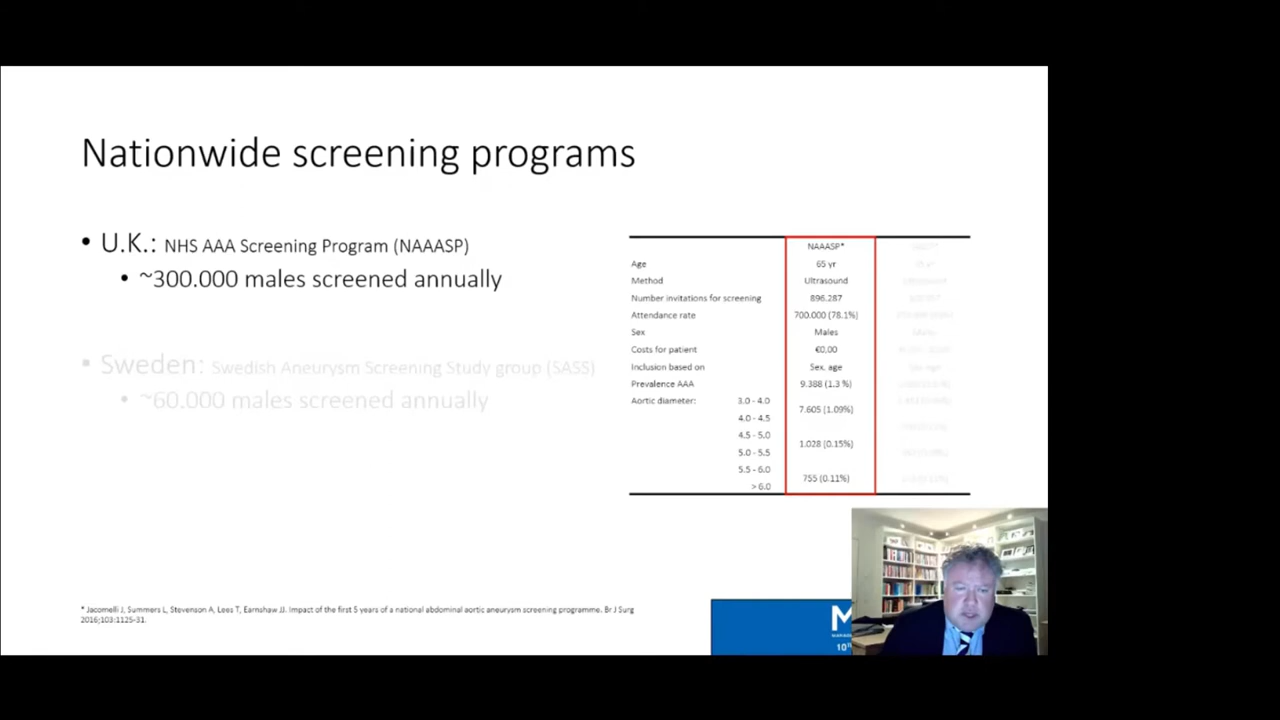 Nationwide screening programs
• U.K.: NHS AAA Screening Program (NAAASP)
• ~300.000 males screened annually
• Sweden: Swedish Aneurysm Screening Study group (SASS)
• ~60.000 males screened annually
NAAASP*
Age 65 yr
Method Ultrasound
Number invitations for screening 896.287
Attendance rate 700.000 (78.1%)
Sex Males
Costs for patient €0,00
Inclusion based on Sex, age
Prevalence AAA 9.388 (1.3 %)
Aortic diameter: 3.0 - 4.0
7.605 (1.09%)
4.0 - 4.5
4.5 - 5.0
1.028 (0.15%)
5.0 - 5.5
5.5 - 6.0
755 (0.11%)
> 6.0
* Jacomelli J, Summers L, Stevenson A, Lees T, Earnshaw JJ. Impact of the first 5 years of a national abdominal aortic aneurysm screening programme. Br J Surg
2016;103:1125-31.
M